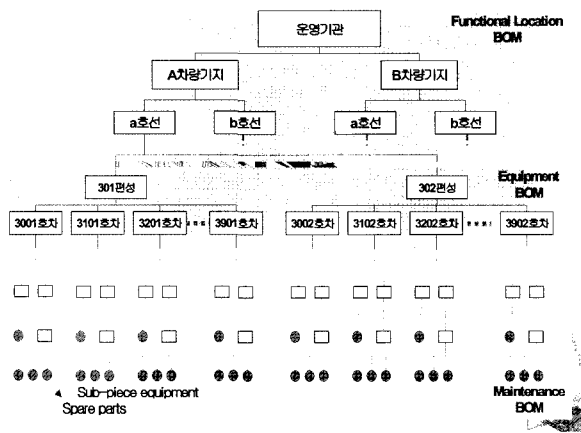 운영기관
Functional Location
BOM
A차량기지
B차량기지
a호선
b호선
a호선
b호선
301편성
302편성
Equipment
BOM
3001호차
3101호차
3201호차
3901호차
3002호차
3102호차
3202호차
3902호차
Sub-piece equipment
Spare parts
Maintenance
BOM